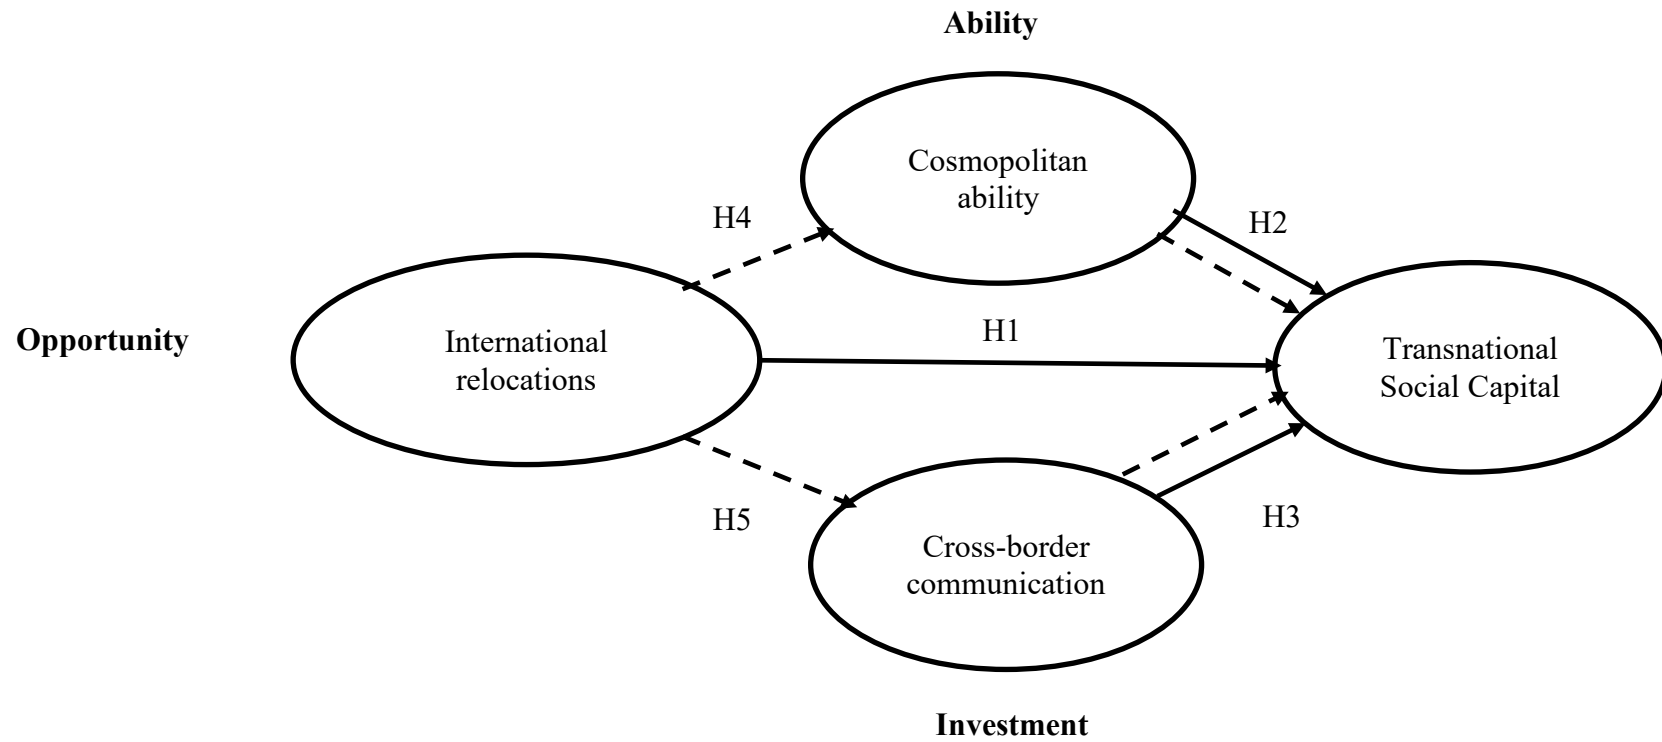 Ability
Cosmopolitan
ability
H4
H2
Opportunity
International
relocations
H1
Transnational
Social Capital
H5
H3
Cross-border
communication
Investment